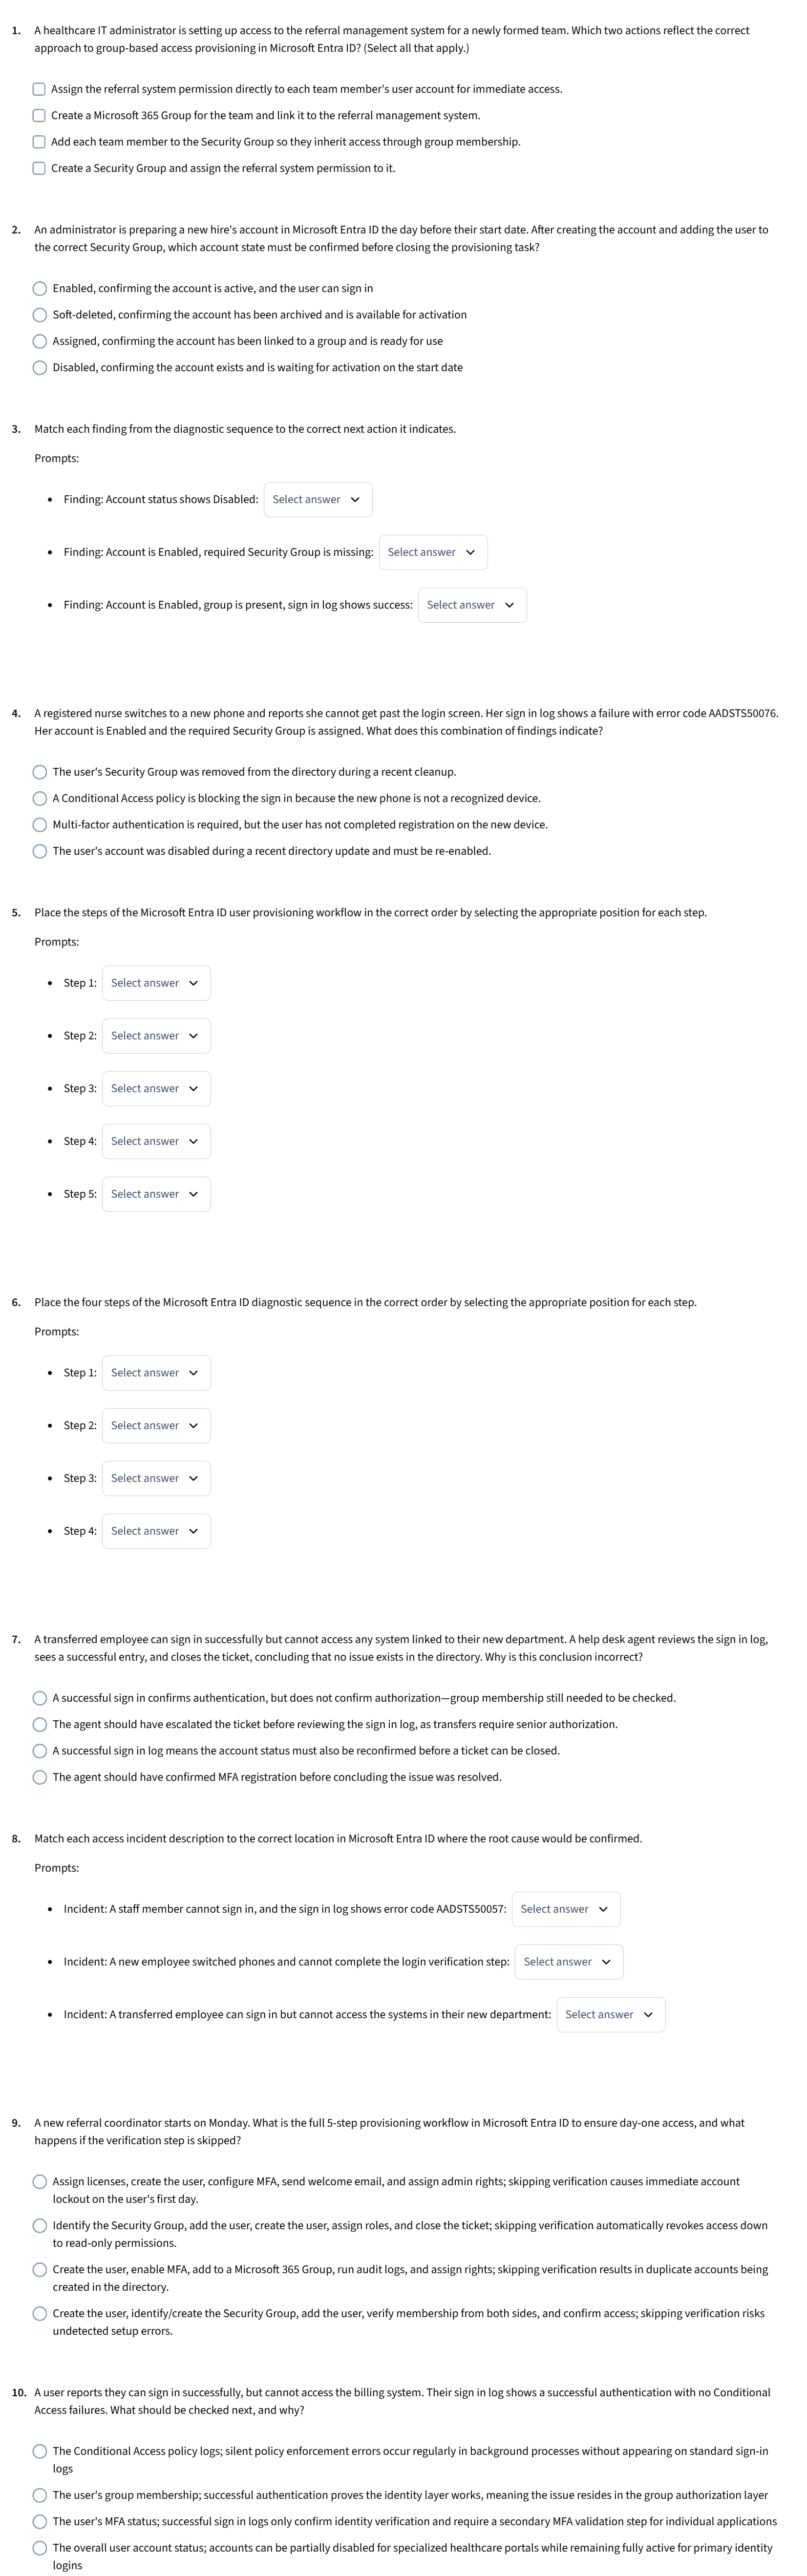 1. A healthcare IT administrator is setting up access to the referral management system for a newly formed team. Which two actions reflect the correct
approach to group-based access provisioning in Microsoft Entra ID? (Select all that apply.)
Assign the referral system permission directly to each team member's user account for immediate access.
Create a Microsoft 365 Group for the team and link it to the referral management system.
Add each team member to the Security Group so they inherit access through group membership.
Create a Security Group and assign the referral system permission to it.
2. An administrator is preparing a new hire's account in Microsoft Entra ID the day before their start date. After creating the account and adding the user to
the correct Security Group, which account state must be confirmed before closing the provisioning task?
Enabled, confirming the account is active, and the user can sign in
Soft-deleted, confirming the account has been archived and is available for activation
Assigned, confirming the account has been linked to a group and is ready for use
Disabled, confirming the account exists and is waiting for activation on the start date
3. Match each finding from the diagnostic sequence to the correct next action it indicates.
Prompts:
• Finding: Account status shows Disabled: Select answer
• Finding: Account is Enabled, required Security Group is missing: Select answer
• Finding: Account is Enabled, group is present, sign in log shows success: Select answer
4. A registered nurse switches to a new phone and reports she cannot get past the login screen. Her sign in log shows a failure with error code AADSTS50076.
Her account is Enabled and the required Security Group is assigned. What does this combination of findings indicate?
The user's Security Group was removed from the directory during a recent cleanup.
A Conditional Access policy is blocking the sign in because the new phone is not a recognized device.
Multi-factor authentication is required, but the user has not completed registration on the new device.
The user's account was disabled during a recent directory update and must be re-enabled.
5. Place the steps of the Microsoft Entra ID user provisioning workflow in the correct order by selecting the appropriate position for each step.
Prompts:
• Step 1: Select answer
• Step 2: Select answer
• Step 3: Select answer
• Step 4: Select answer
• Step 5: Select answer
6. Place the four steps of the Microsoft Entra ID diagnostic sequence in the correct order by selecting the appropriate position for each step.
Prompts:
• Step 1: Select answer
• Step 2: Select answer
• Step 3: Select answer
• Step 4: Select answer
7. A transferred employee can sign in successfully but cannot access any system linked to their new department. A help desk agent reviews the sign in log,
sees a successful entry, and closes the ticket, concluding that no issue exists in the directory. Why is this conclusion incorrect?
A successful sign in confirms authentication, but does not confirm authorization—group membership still needed to be checked.
The agent should have escalated the ticket before reviewing the sign in log, as transfers require senior authorization.
A successful sign in log means the account status must also be reconfirmed before a ticket can be closed.
The agent should have confirmed MFA registration before concluding the issue was resolved.
8. Match each access incident description to the correct location in Microsoft Entra ID where the root cause would be confirmed.
Prompts:
• Incident: A staff member cannot sign in, and the sign in log shows error code AADSTS50057: Select answer
• Incident: A new employee switched phones and cannot complete the login verification step: Select answer
• Incident: A transferred employee can sign in but cannot access the systems in their new department: Select answer
9. A new referral coordinator starts on Monday. What is the full 5-step provisioning workflow in Microsoft Entra ID to ensure day-one access, and what
happens if the verification step is skipped?
Assign licenses, create the user, configure MFA, send welcome email, and assign admin rights; skipping verification causes immediate account
lockout on the user's first day.
Identify the Security Group, add the user, create the user, assign roles, and close the ticket; skipping verification automatically revokes access down
to read-only permissions.
Create the user, enable MFA, add to a Microsoft 365 Group, run audit logs, and assign rights; skipping verification results in duplicate accounts being
created in the directory.
Create the user, identify/create the Security Group, add the user, verify membership from both sides, and confirm access; skipping verification risks
undetected setup errors.
10. A user reports they can sign in successfully, but cannot access the billing system. Their sign in log shows a successful authentication with no Conditional
Access failures. What should be checked next, and why?
The Conditional Access policy logs; silent policy enforcement errors occur regularly in background processes without appearing on standard sign-in
logs
The user's group membership; successful authentication proves the identity layer works, meaning the issue resides in the group authorization layer
The user's MFA status; successful sign in logs only confirm identity verification and require a secondary MFA validation step for individual applications
The overall user account status; accounts can be partially disabled for specialized healthcare portals while remaining fully active for primary identity
logins